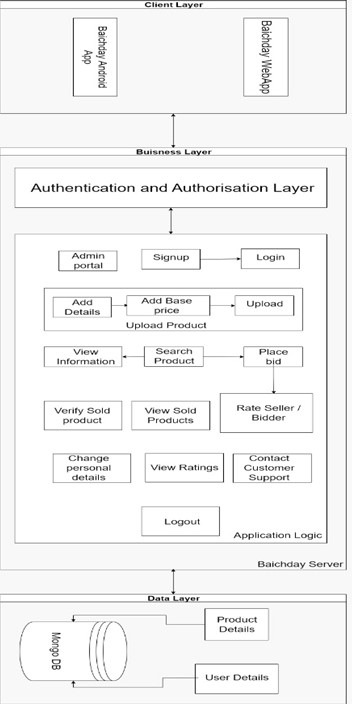 Client Layer
Baichday Android
App
Baichday WebApp
Buisness Layer
Authentication and Authorisation Layer
Admin
portal
Signup
Login
Add
Details
Add Base
price
Upload
Upload Product
View
Information
Search
Product
Place
bid
Verify Sold
product
View Sold
Products
Rate Seller /
Bidder
Change
personal
details
View Ratings
Contact
Customer
Support
Logout
Application Logic
Baichday Server
Data Layer
Mongo DB
Product
Details
User Details